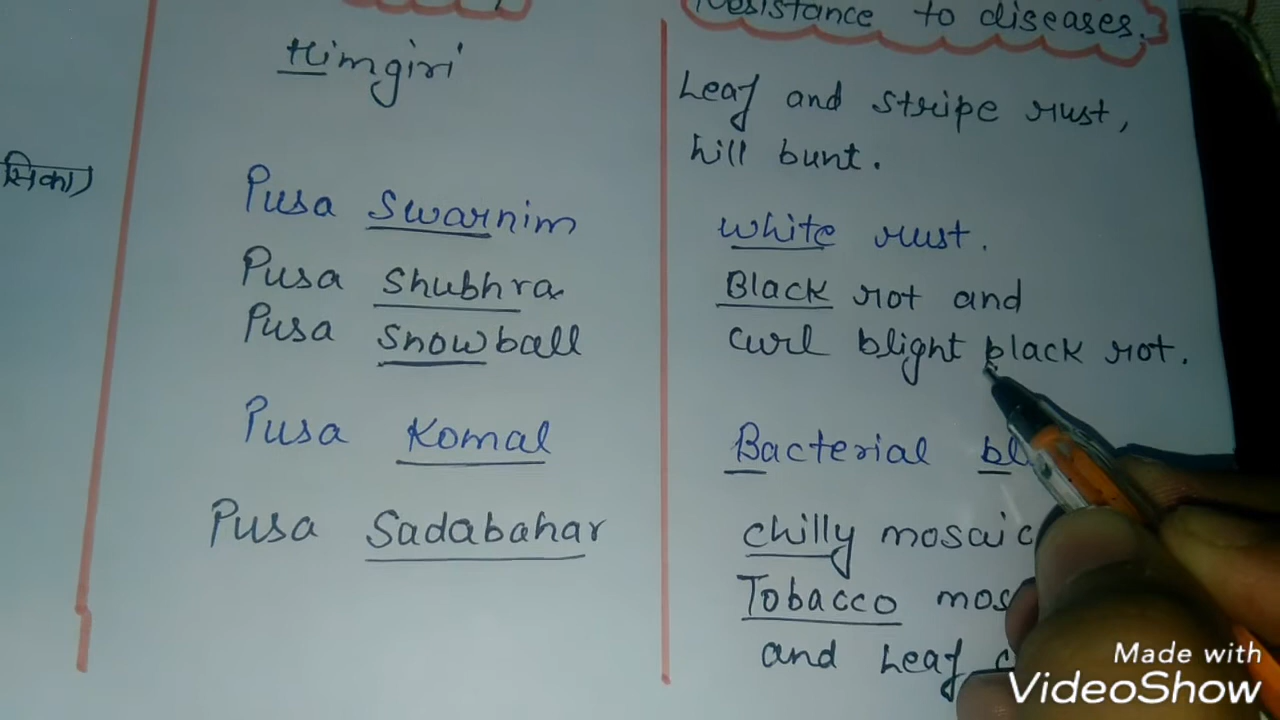 Resistance to diseases.
Himgiri
Leaf and stripe rust,
hill bunt.
सिका)
Pusa Swarnim
white rust.
Pusa Shubhra
Black rot and
Pusa Snowball
curl blight black rot.
Pusa Komal
Bacterial
Pusa Sadabahar
chilly mosaic
Tobacco
and Leaf
Made with
VideoShow